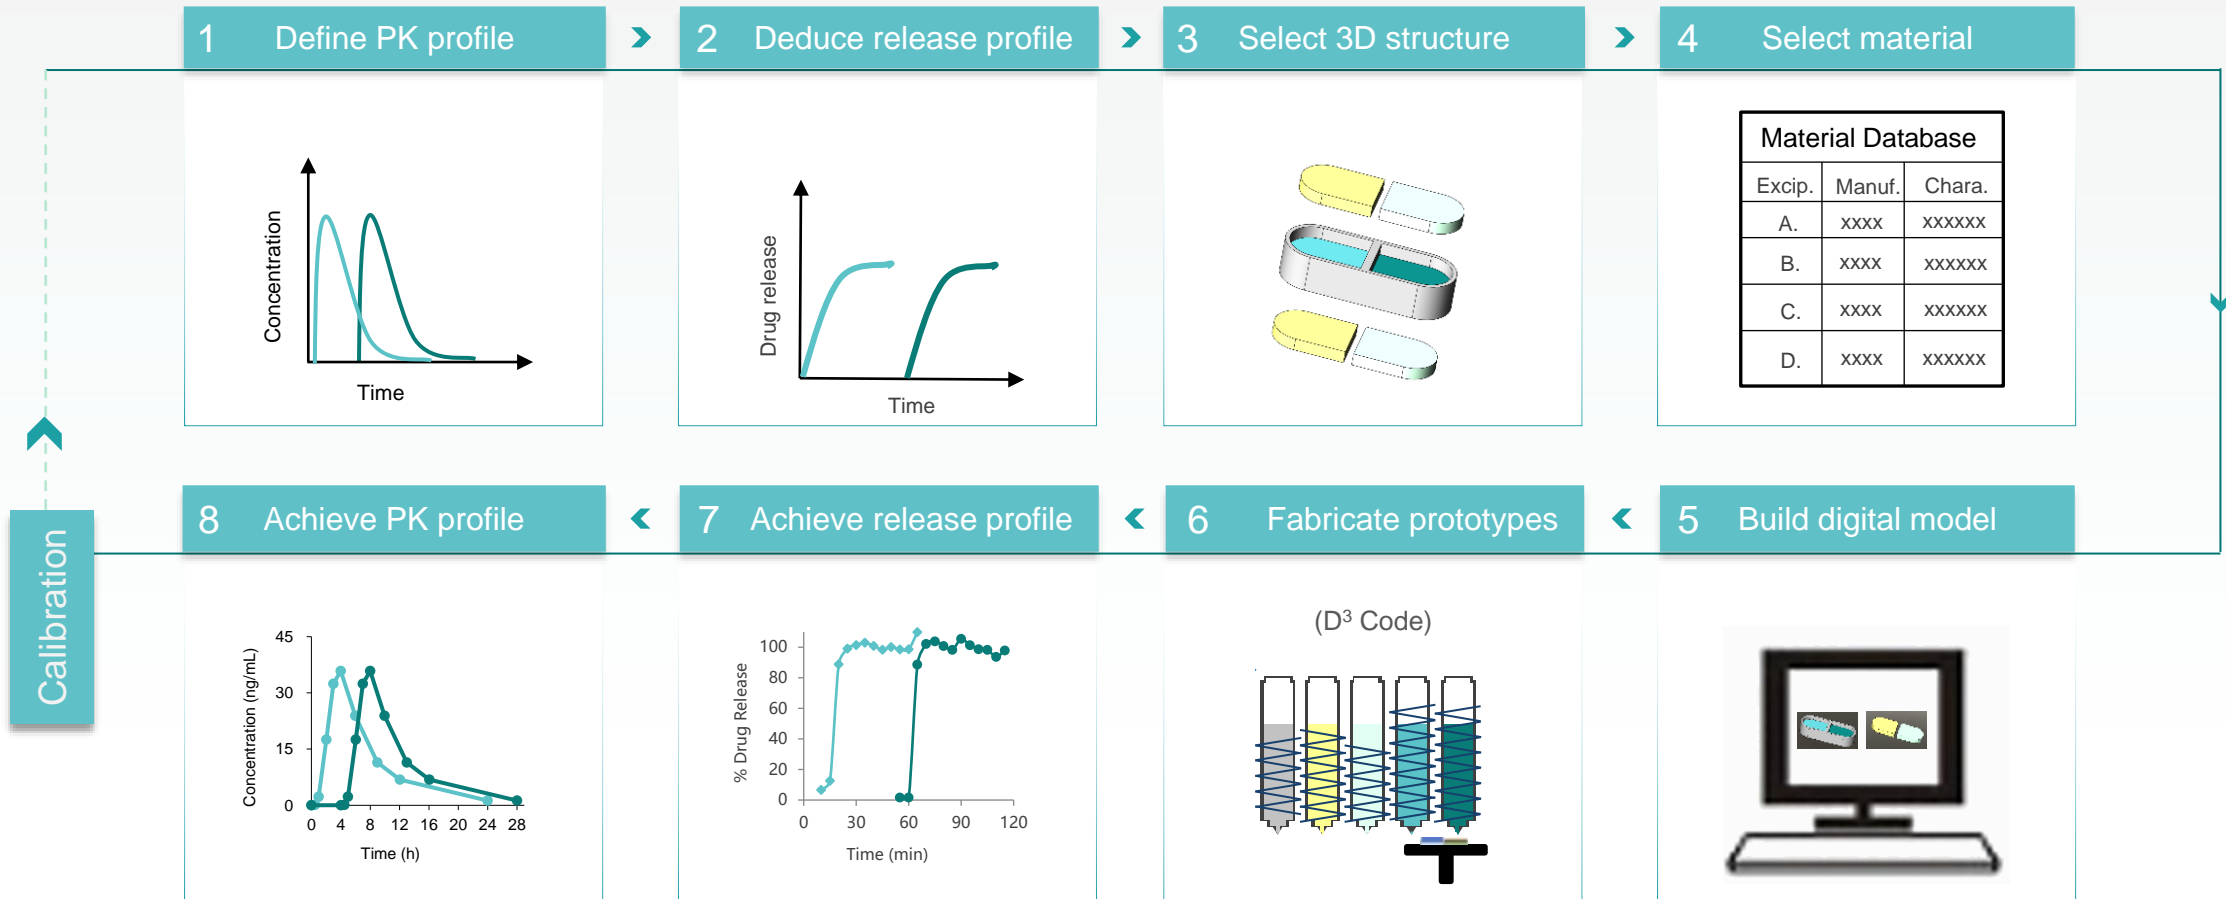 1 Define PK profile
2 Deduce release profile
3 Select 3D structure
4 Select material
Concentration
Time
Drug release
Time
Material Database
Excip. Manuf. Chara.
A. xxxx xxxxxx
B. xxxx xxxxxx
C. xxxx xxxxxx
D. xxxx xxxxxx
Calibration
8 Achieve PK profile
7 Achieve release profile
6 Fabricate prototypes
5 Build digital model
Concentration (ng/mL)
45
30
15
0
0 4 8 12 16 20 24 28
Time (h)
% Drug Release
100
80
60
40
20
0
0 30 60 90 120
Time (min)
(D³ Code)